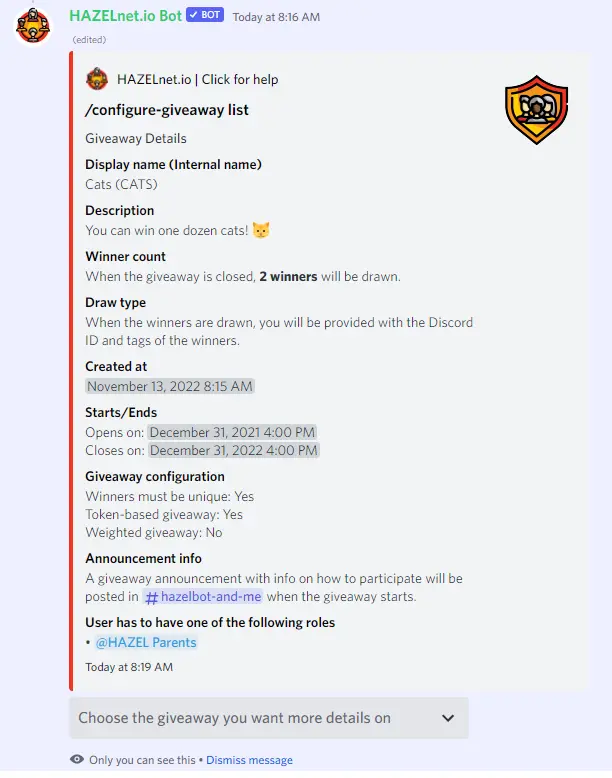 HAZELnet.io Bot ✓ BOT Today at 8:16 AM
(edited)
HAZELnet.io | Click for help
/configure-giveaway list
Giveaway Details
Display name (Internal name)
Cats (CATS)
Description
You can win one dozen cats! 🐱
Winner count
When the giveaway is closed, 2 winners will be drawn.
Draw type
When the winners are drawn, you will be provided with the Discord
ID and tags of the winners.
Created at
November 13, 2022 8:15 AM
Starts/Ends
Opens on: December 31, 2021 4:00 PM
Closes on: December 31, 2022 4:00 PM
Giveaway configuration
Winners must be unique: Yes
Token-based giveaway: Yes
Weighted giveaway: No
Announcement info
A giveaway announcement with info on how to participate will be
posted in #hazelbot-and-me when the giveaway starts.
User has to have one of the following roles
• @HAZEL Parents
Today at 8:19 AM
Choose the giveaway you want more details on
Only you can see this • Dismiss message